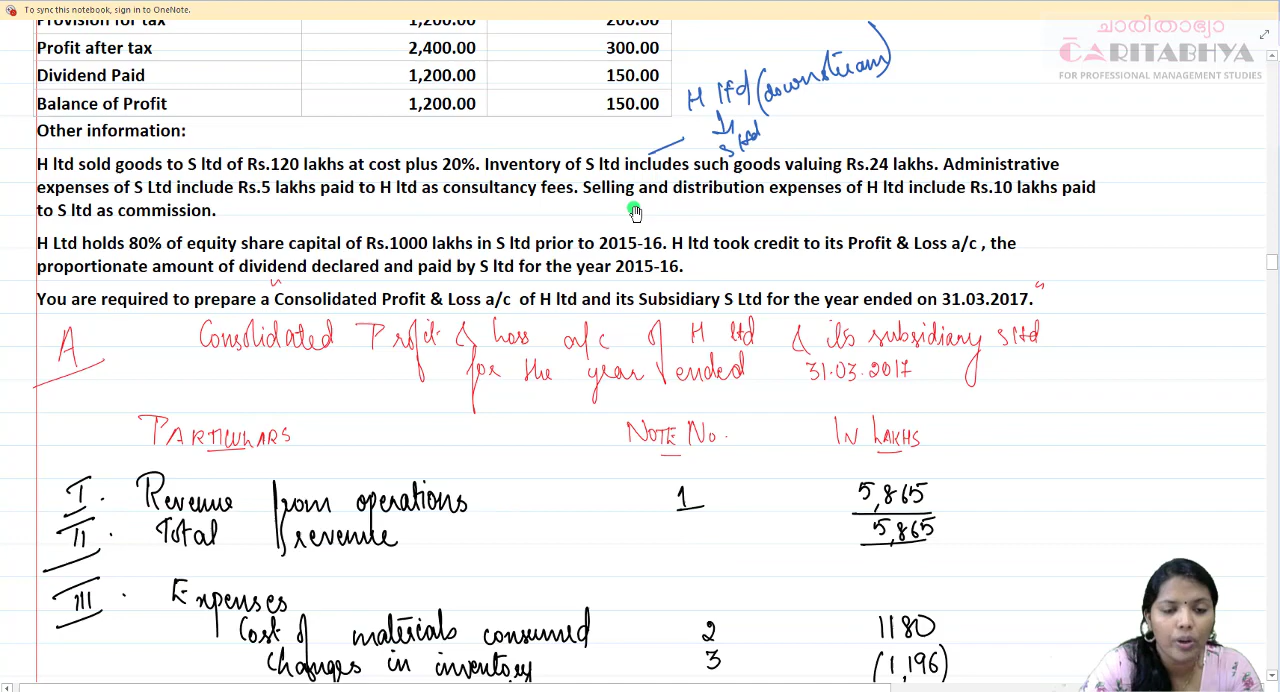 To sync this notebook, sign in to OneNote.
Provision for tax 1,200.00 200.00
ചാരിതാഭ്യാ
CARITABHYA
FOR PROFESSIONAL MANAGEMENT STUDIES
Profit after tax 2,400.00 300.00
Dividend Paid 1,200.00 150.00
Balance of Profit 1,200.00 150.00
H ltd (downstream)
S ltd
Other information:
H ltd sold goods to S ltd of Rs.120 lakhs at cost plus 20%. Inventory of S ltd includes such goods valuing Rs.24 lakhs. Administrative
expenses of S Ltd include Rs.5 lakhs paid to H ltd as consultancy fees. Selling and distribution expenses of H ltd include Rs.10 lakhs paid
to S ltd as commission.
H Ltd holds 80% of equity share capital of Rs.1000 lakhs in S ltd prior to 2015-16. H ltd took credit to its Profit & Loss a/c , the
proportionate amount of dividend declared and paid by S ltd for the year 2015-16.
You are required to prepare a "Consolidated Profit & Loss a/c of H ltd and its Subsidiary S Ltd for the year ended on 31.03.2017."
A Consolidated Profit & Loss a/c of H ltd & its subsidiary S ltd
for the year ended 31.03.2017
PARTICULARS NOTE No. IN LAKHS
I. Revenue from operations 1 5,865
II. Total revenue 5,865
III. Expenses
Cost of materials consumed 2 1180
Changes in inventory 3 (1,196)